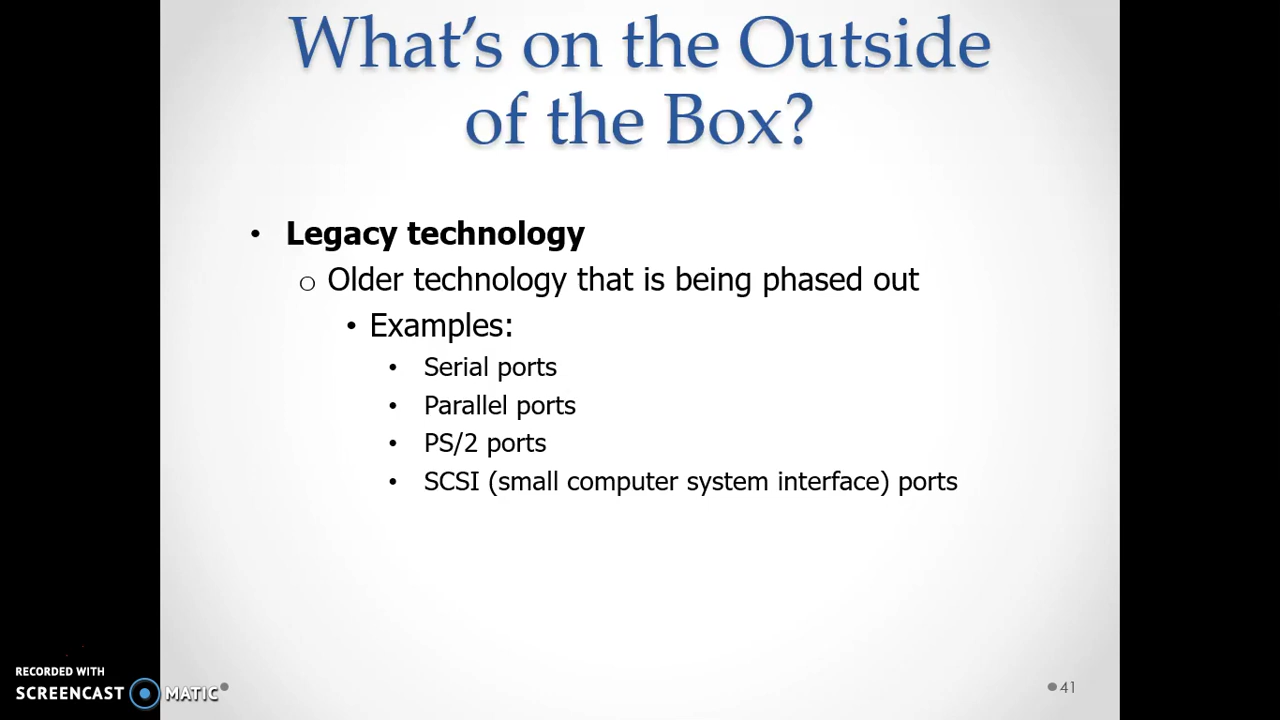 What's on the Outside
of the Box?
• Legacy technology
o Older technology that is being phased out
• Examples:
• Serial ports
• Parallel ports
• PS/2 ports
• SCSI (small computer system interface) ports
RECORDED WITH
SCREENCAST MATIC
41